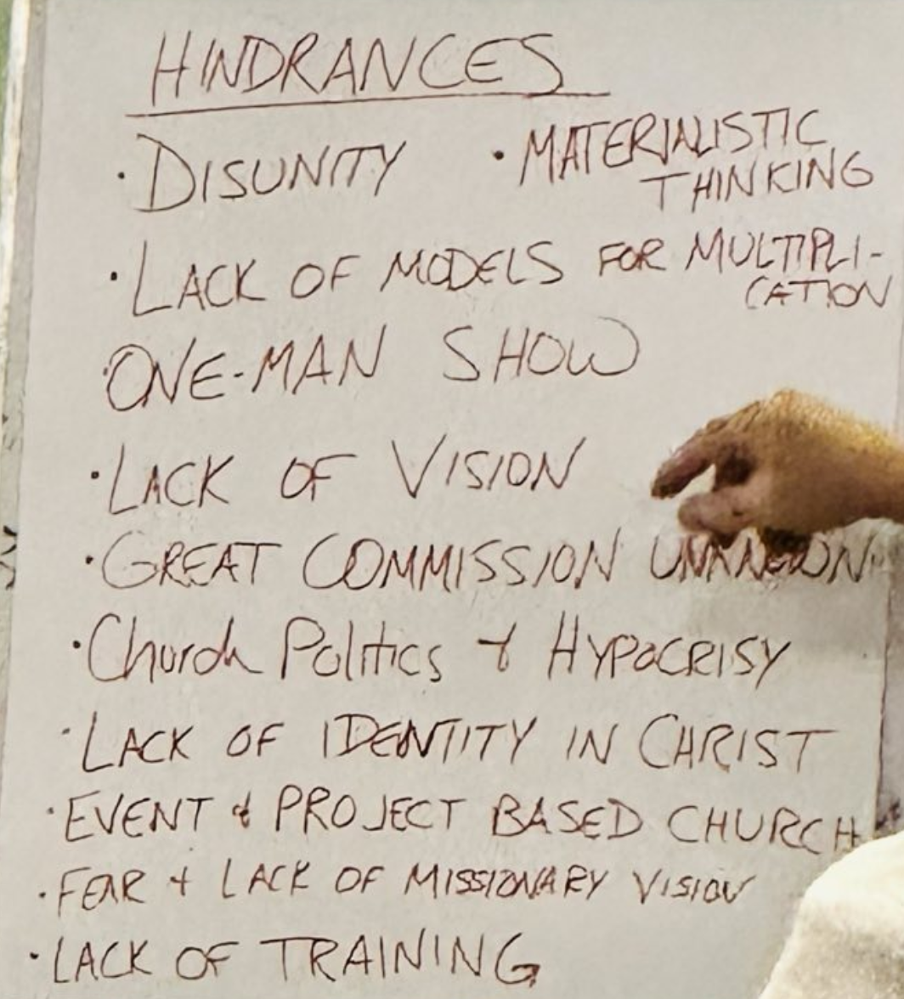 HINDRANCES
· DISUNITY · MATERIALISTIC
THINKING
· LACK OF MODELS FOR MULTIPLI-
CATION
· ONE-MAN SHOW
· LACK OF VISION
· GREAT COMMISSION UNKNOWN
· Church Politics & HYPOCRISY
· LACK OF IDENTITY IN CHRIST
· EVENT & PROJECT BASED CHURCH
· FEAR & LACK OF MISSIONARY VISION
· LACK OF TRAINING